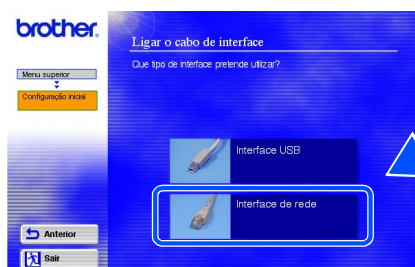 brother.
Ligar o cabo de interface
Que tipo de interface pretende utilizar?
Menu superior
Configuração inicial
Interface USB
Interface de rede
Anterior
Sair